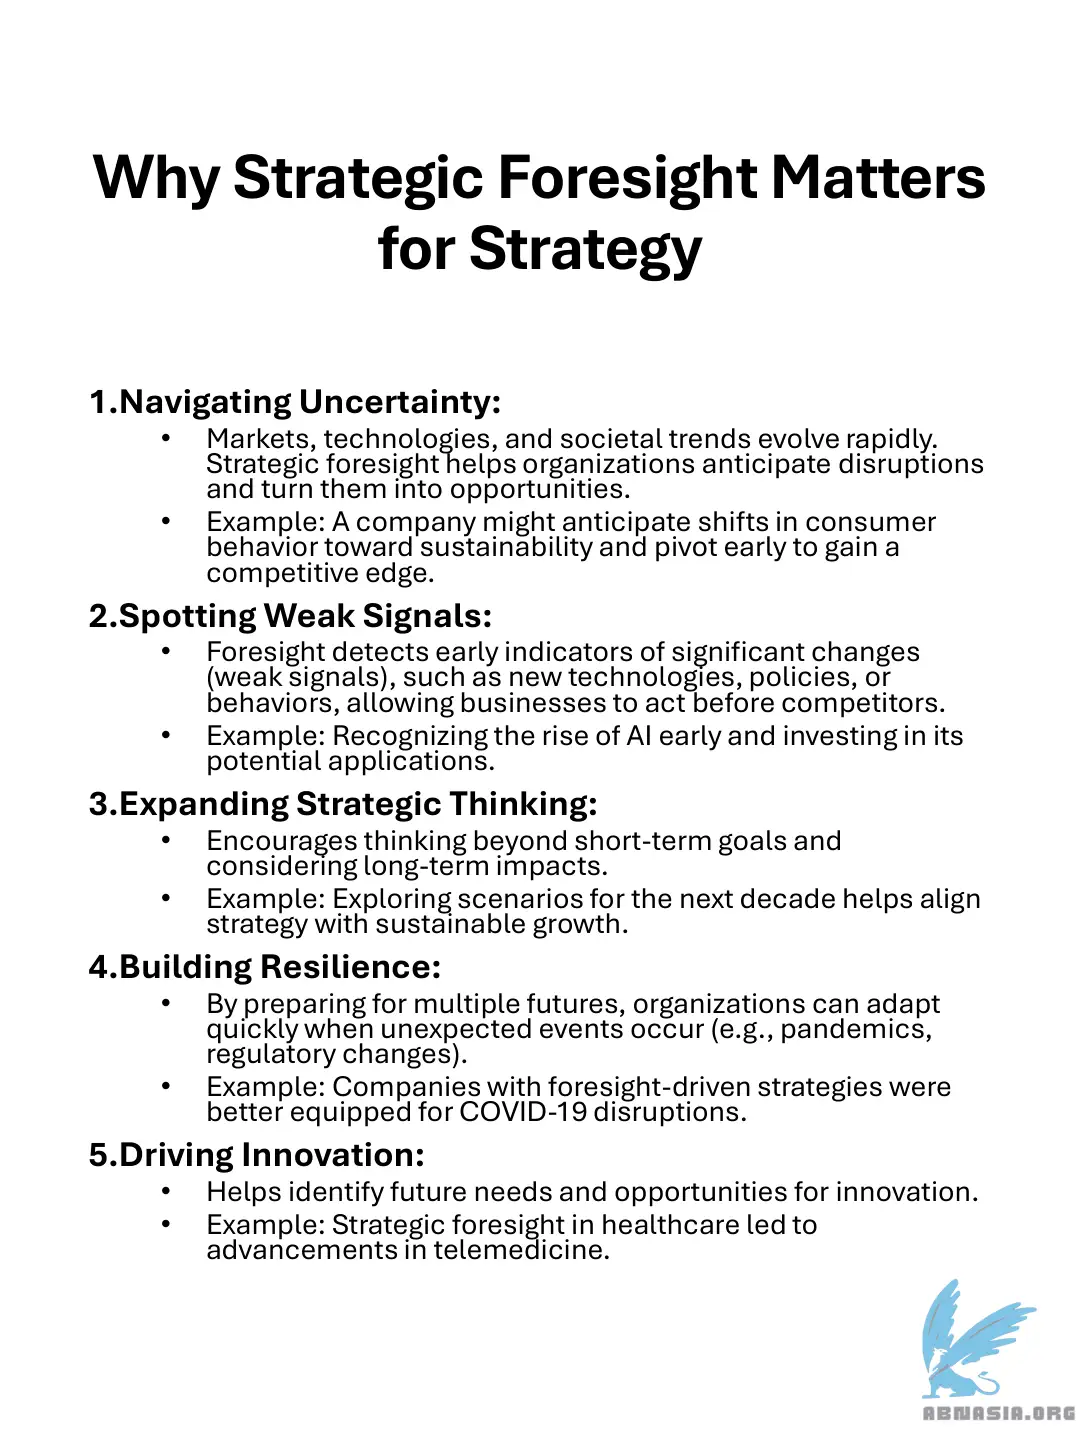 Why Strategic Foresight Matters
for Strategy
1.Navigating Uncertainty:
• Markets, technologies, and societal trends evolve rapidly.
Strategic foresight helps organizations anticipate disruptions
and turn them into opportunities.
• Example: A company might anticipate shifts in consumer
behavior toward sustainability and pivot early to gain a
competitive edge.
2.Spotting Weak Signals:
• Foresight detects early indicators of significant changes
(weak signals), such as new technologies, policies, or
behaviors, allowing businesses to act before competitors.
• Example: Recognizing the rise of AI early and investing in its
potential applications.
3.Expanding Strategic Thinking:
• Encourages thinking beyond short-term goals and
considering long-term impacts.
• Example: Exploring scenarios for the next decade helps align
strategy with sustainable growth.
4.Building Resilience:
• By preparing for multiple futures, organizations can adapt
quickly when unexpected events occur (e.g., pandemics,
regulatory changes).
• Example: Companies with foresight-driven strategies were
better equipped for COVID-19 disruptions.
5.Driving Innovation:
• Helps identify future needs and opportunities for innovation.
• Example: Strategic foresight in healthcare led to
advancements in telemedicine.
ABNASIA.ORG